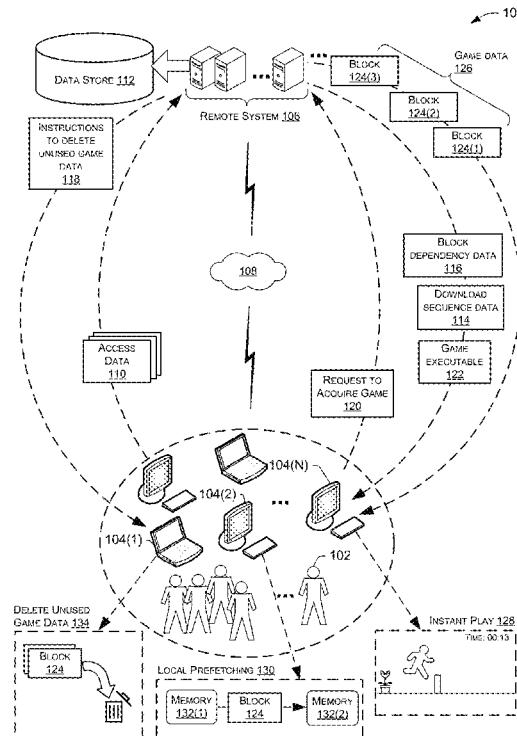 10
DATA STORE 112
REMOTE SYSTEM 106
GAME DATA
126
BLOCK
124(3)
BLOCK
124(2)
BLOCK
124(1)
INSTRUCTIONS
TO DELETE
UNUSED GAME
DATA
118
108
BLOCK
DEPENDENCY DATA
116
DOWNLOAD
SEQUENCE DATA
114
GAME
EXECUTABLE
122
ACCESS
DATA
110
REQUEST TO
ACQUIRE GAME
120
104(N)
104(2)
104(1)
102
DELETE UNUSED
GAME DATA 134
BLOCK
124
LOCAL PREFETCHING 130
MEMORY
132(1)
BLOCK
124
MEMORY
132(2)
INSTANT PLAY 128
TIME: 00:13